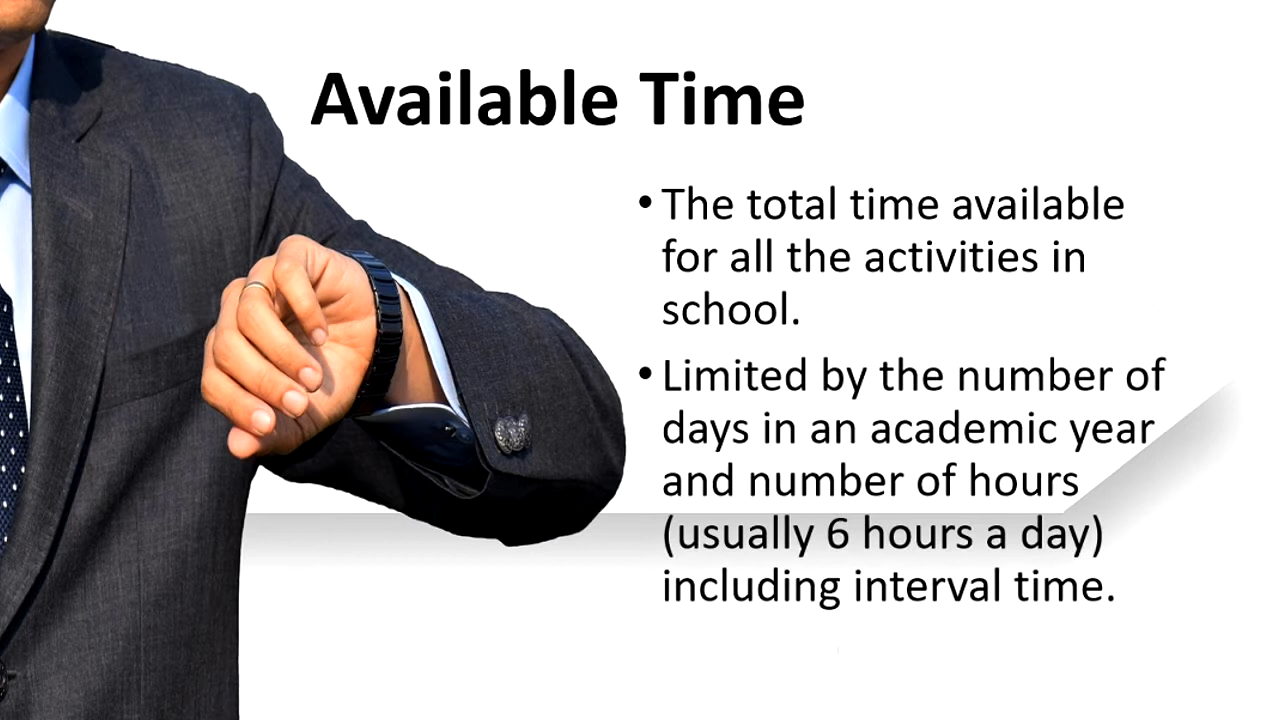 Available Time
• The total time available
for all the activities in
school.
• Limited by the number of
days in an academic year
and number of hours
(usually 6 hours a day)
including interval time.